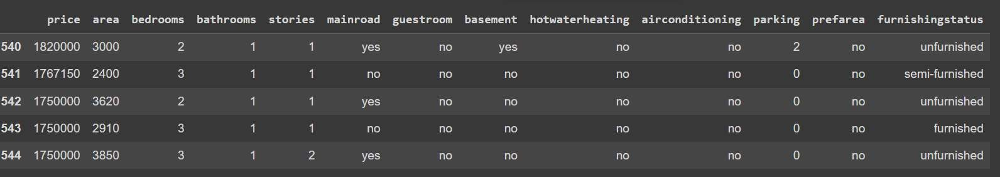 price area bedrooms bathrooms stories mainroad guestroom basement hotwaterheating airconditioning parking prefarea furnishingstatus
540 1820000 3000 2 1 1 yes no yes no no 2 no unfurnished
541 1767150 2400 3 1 1 no no no no no 0 no semi-furnished
542 1750000 3620 2 1 1 yes no no no no 0 no unfurnished
543 1750000 2910 3 1 1 no no no no no 0 no furnished
544 1750000 3850 3 1 2 yes no no no no 0 no unfurnished